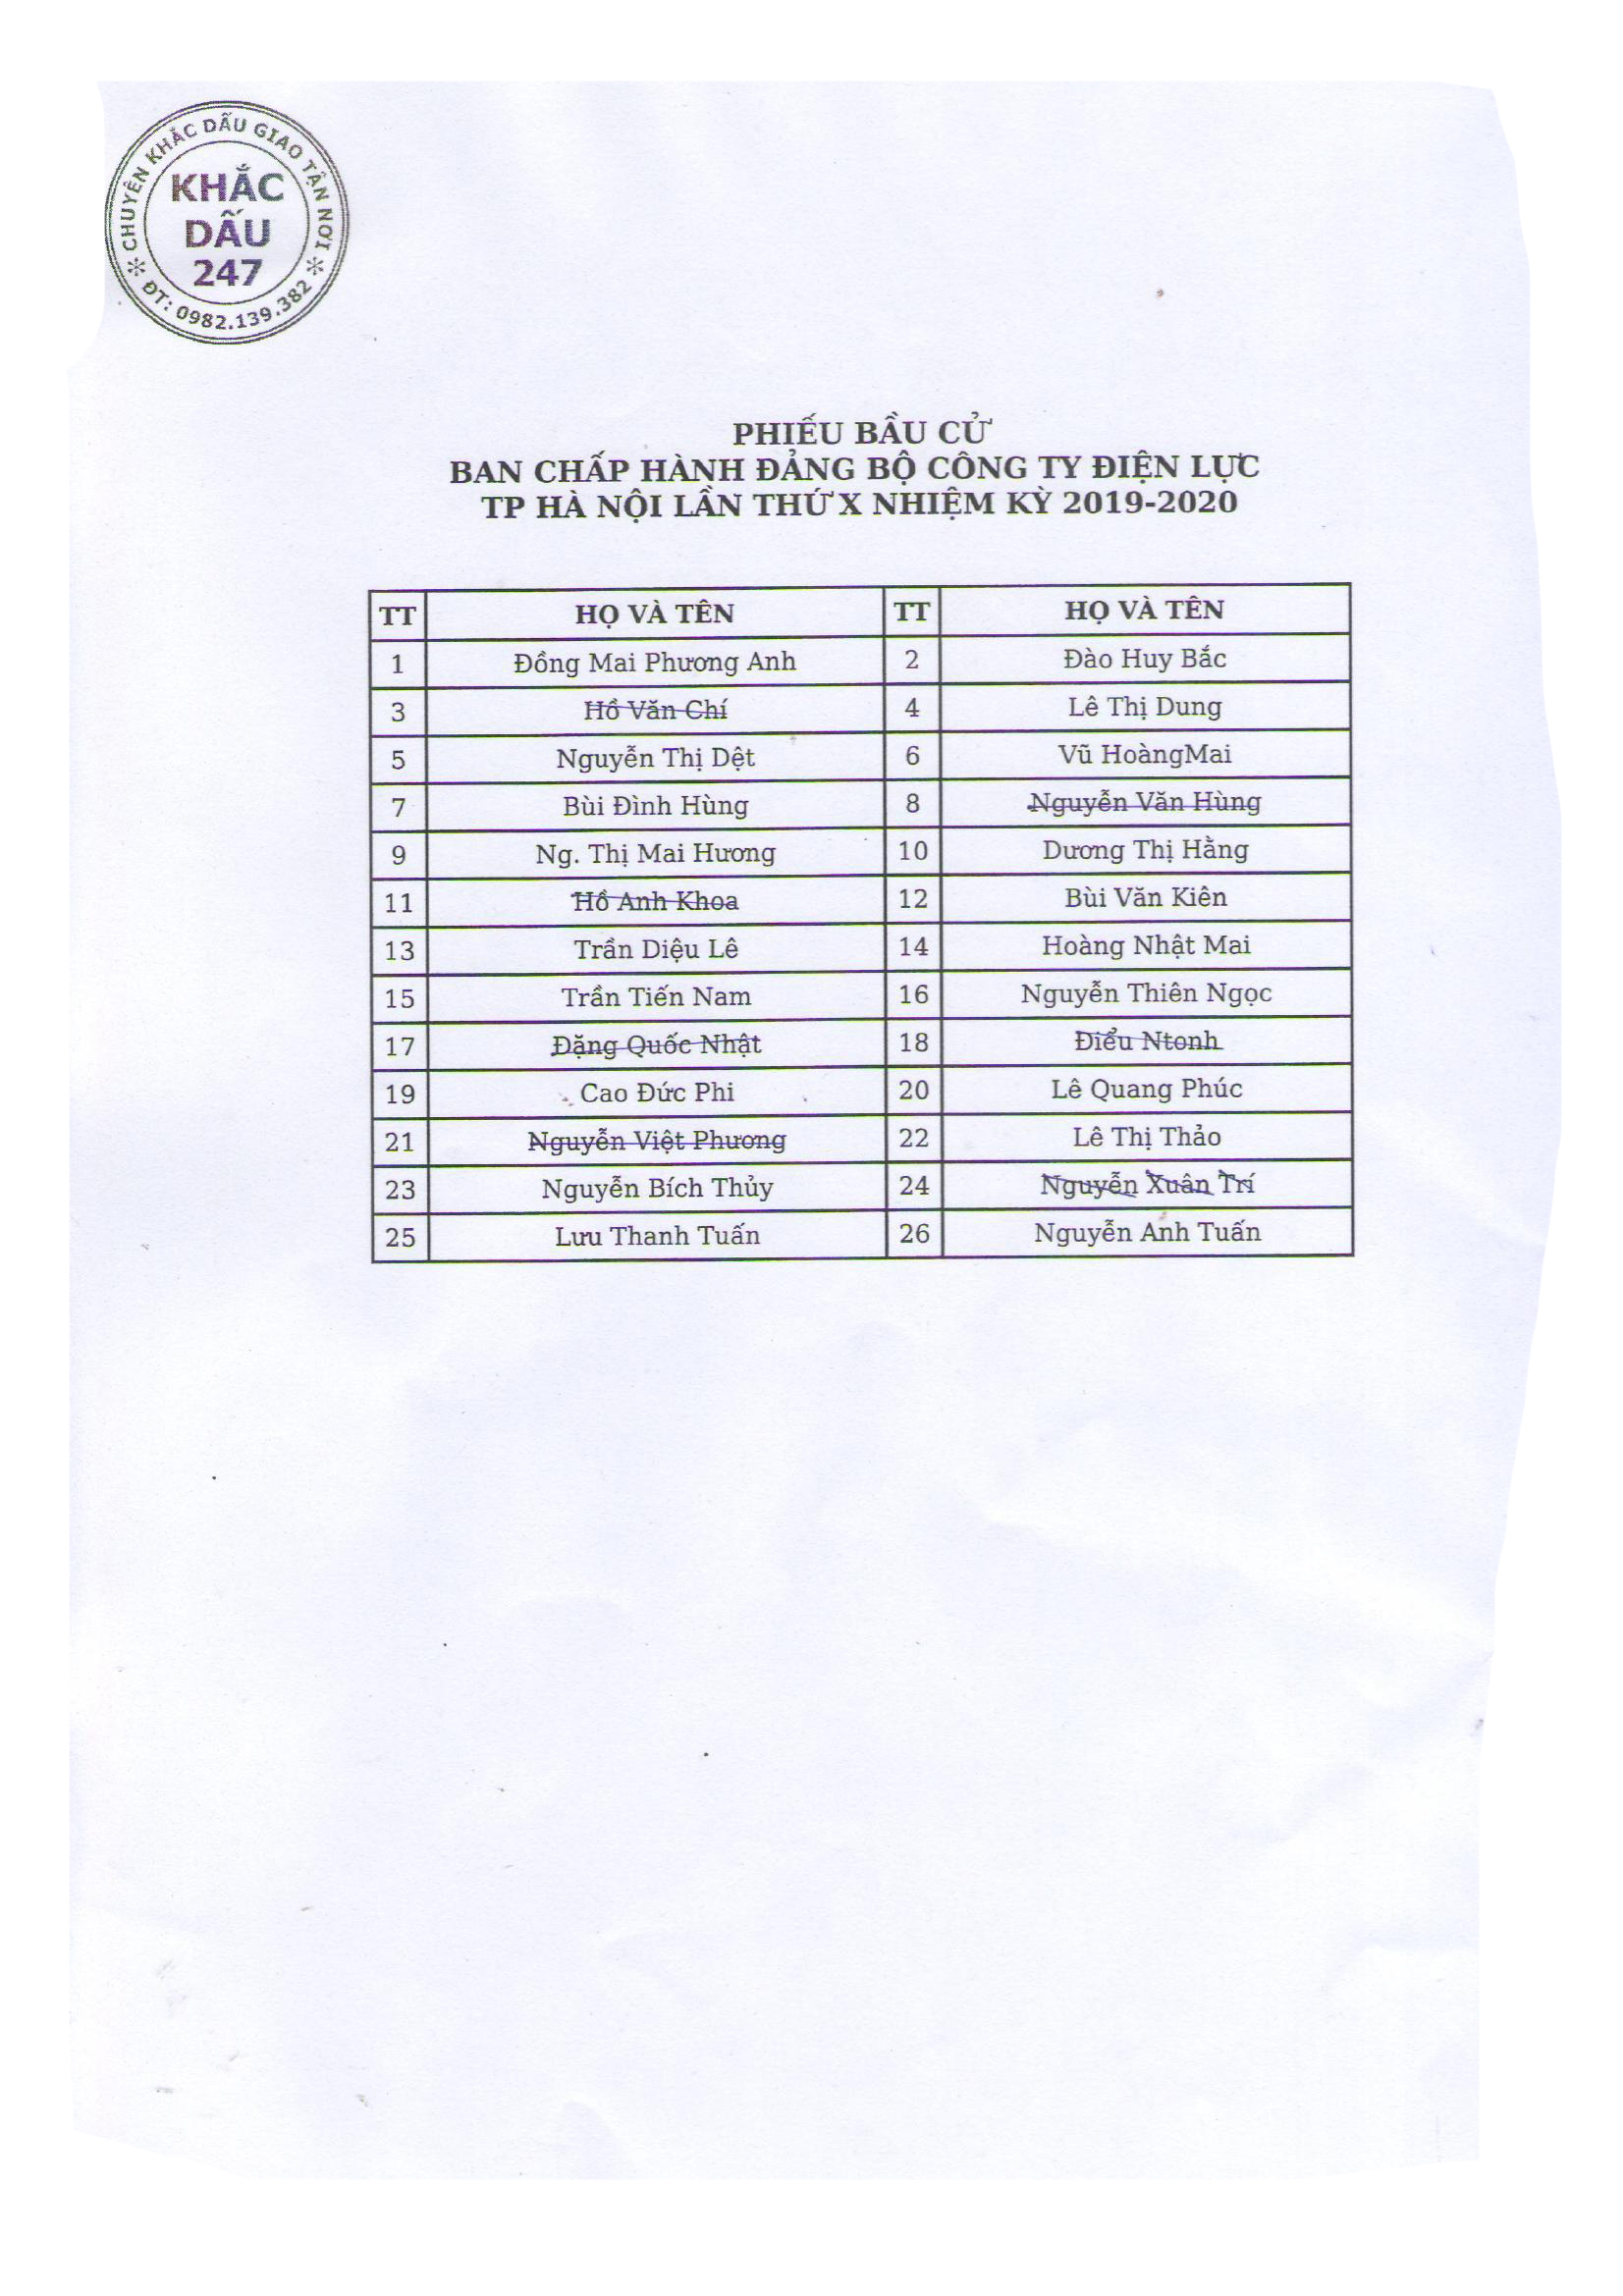 CHUYÊN KHẮC DẤU GIAO TẬN NƠI
KHẮC
DẤU
247
ĐT: 0982.139.382
PHIẾU BẦU CỬ
BAN CHẤP HÀNH ĐẢNG BỘ CÔNG TY ĐIỆN LỰC
TP HÀ NỘI LẦN THỨ X NHIỆM KỲ 2019-2020
TT HỌ VÀ TÊN TT HỌ VÀ TÊN
1 Đồng Mai Phương Anh 2 Đào Huy Bắc
3 Hồ Văn Chí 4 Lê Thị Dung
5 Nguyễn Thị Dệt 6 Vũ HoàngMai
7 Bùi Đình Hùng 8 Nguyễn Văn Hùng
9 Ng. Thị Mai Hương 10 Dương Thị Hằng
11 Hồ Anh Khoa 12 Bùi Văn Kiên
13 Trần Diệu Lê 14 Hoàng Nhật Mai
15 Trần Tiến Nam 16 Nguyễn Thiên Ngọc
17 Đặng Quốc Nhật 18 Điểu Ntonh
19 Cao Đức Phi 20 Lê Quang Phúc
21 Nguyễn Việt Phương 22 Lê Thị Thảo
23 Nguyễn Bích Thủy 24 Nguyễn Xuân Trí
25 Lưu Thanh Tuấn 26 Nguyễn Anh Tuấn